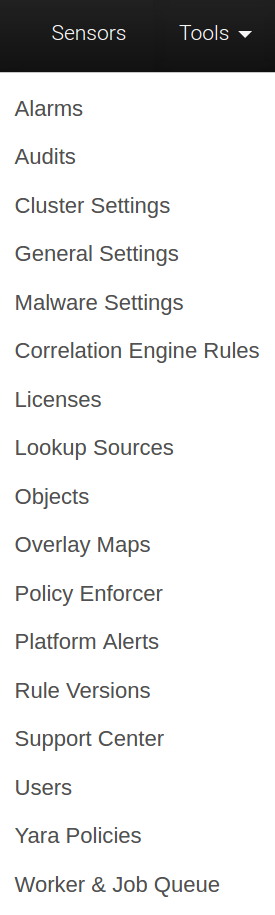 Sensors Tools
Alarms
Audits
Cluster Settings
General Settings
Malware Settings
Correlation Engine Rules
Licenses
Lookup Sources
Objects
Overlay Maps
Policy Enforcer
Platform Alerts
Rule Versions
Support Center
Users
Yara Policies
Worker & Job Queue